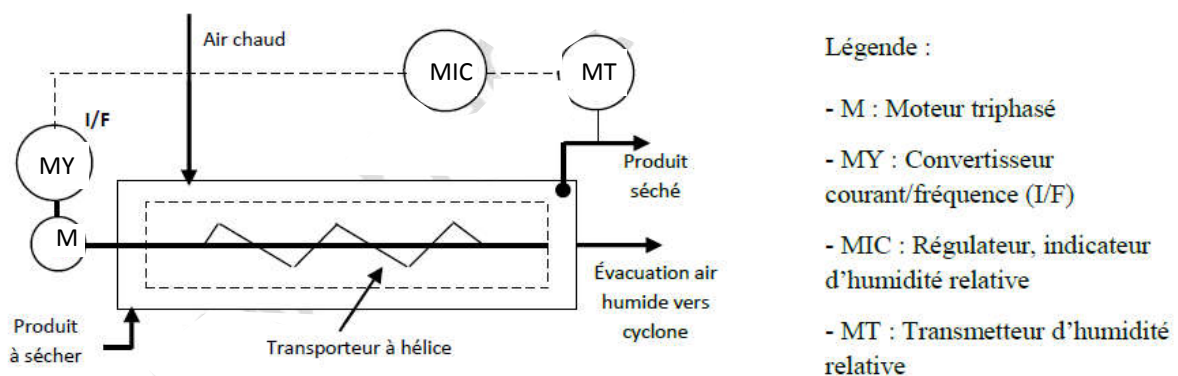 Air chaud
MIC
MT
I/F
MY
M
Produit
séché
Évacuation air
humide vers
cyclone
Produit
à sécher
Transporteur à hélice
Légende :
- M : Moteur triphasé
- MY : Convertisseur
courant/fréquence (I/F)
- MIC : Régulateur, indicateur
d’humidité relative
- MT : Transmetteur d’humidité
relative